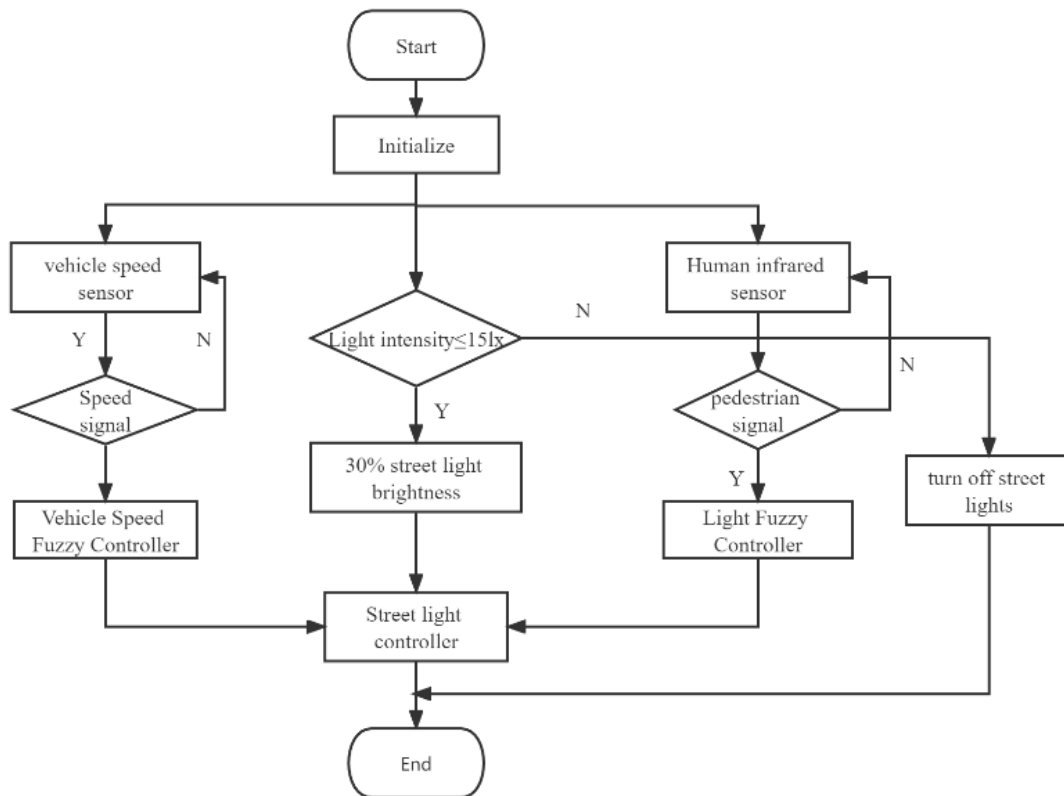 Start
Initialize
vehicle speed
sensor
Human infrared
sensor
N
Y
N
Light intensity≤15lx
N
Speed
signal
pedestrian
signal
Y
30% street light
brightness
Y
turn off street
lights
Vehicle Speed
Fuzzy Controller
Light Fuzzy
Controller
Street light
controller
End